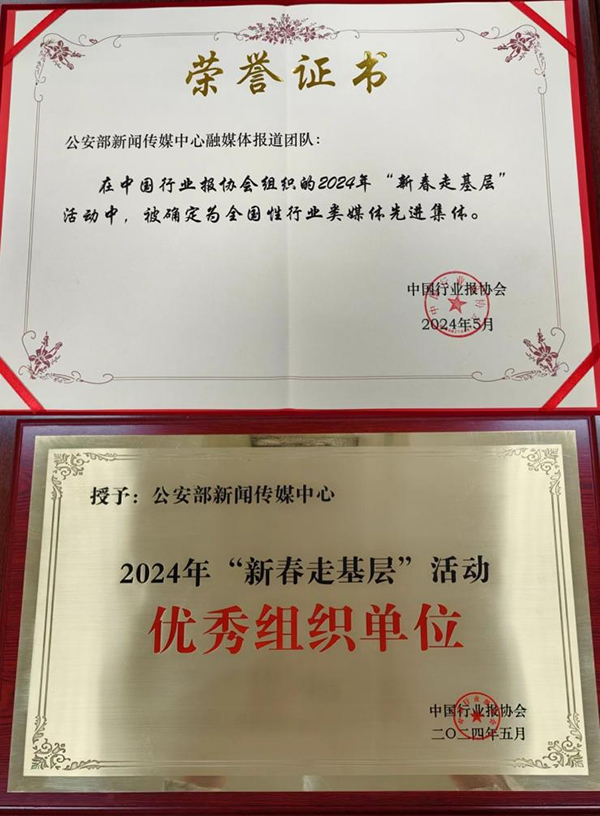 荣誉证书
公安部新闻传媒中心融媒体报道团队：
在中国行业报协会组织的2024年“新春走基层”
活动中，被确定为全国性行业类媒体先进集体。
中国行业报协会
2024年5月
授予：公安部新闻传媒中心
2024年“新春走基层”活动
优秀组织单位
中国行业报协会
二〇二四年五月